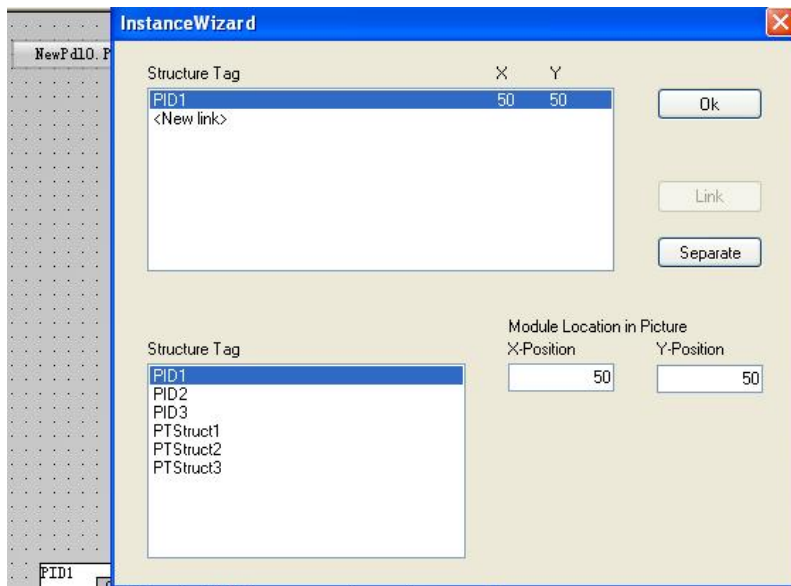 InstanceWizard
NewPdl0.P
Structure Tag X Y
PID1 50 50
<New link>
Ok
Link
Separate
Module Location in Picture
Structure Tag X-Position Y-Position
PID1 50 50
PID2
PID3
PTStruct1
PTStruct2
PTStruct3
PID1